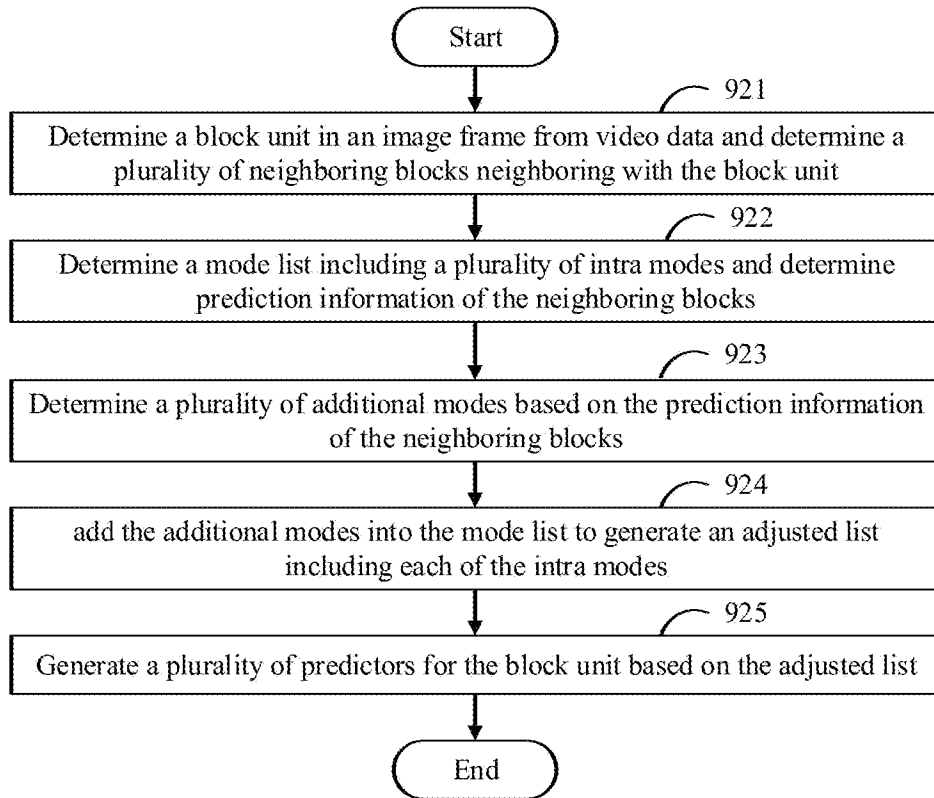 Start
921
Determine a block unit in an image frame from video data and determine a
plurality of neighboring blocks neighboring with the block unit
922
Determine a mode list including a plurality of intra modes and determine
prediction information of the neighboring blocks
923
Determine a plurality of additional modes based on the prediction information
of the neighboring blocks
924
add the additional modes into the mode list to generate an adjusted list
including each of the intra modes
925
Generate a plurality of predictors for the block unit based on the adjusted list
End